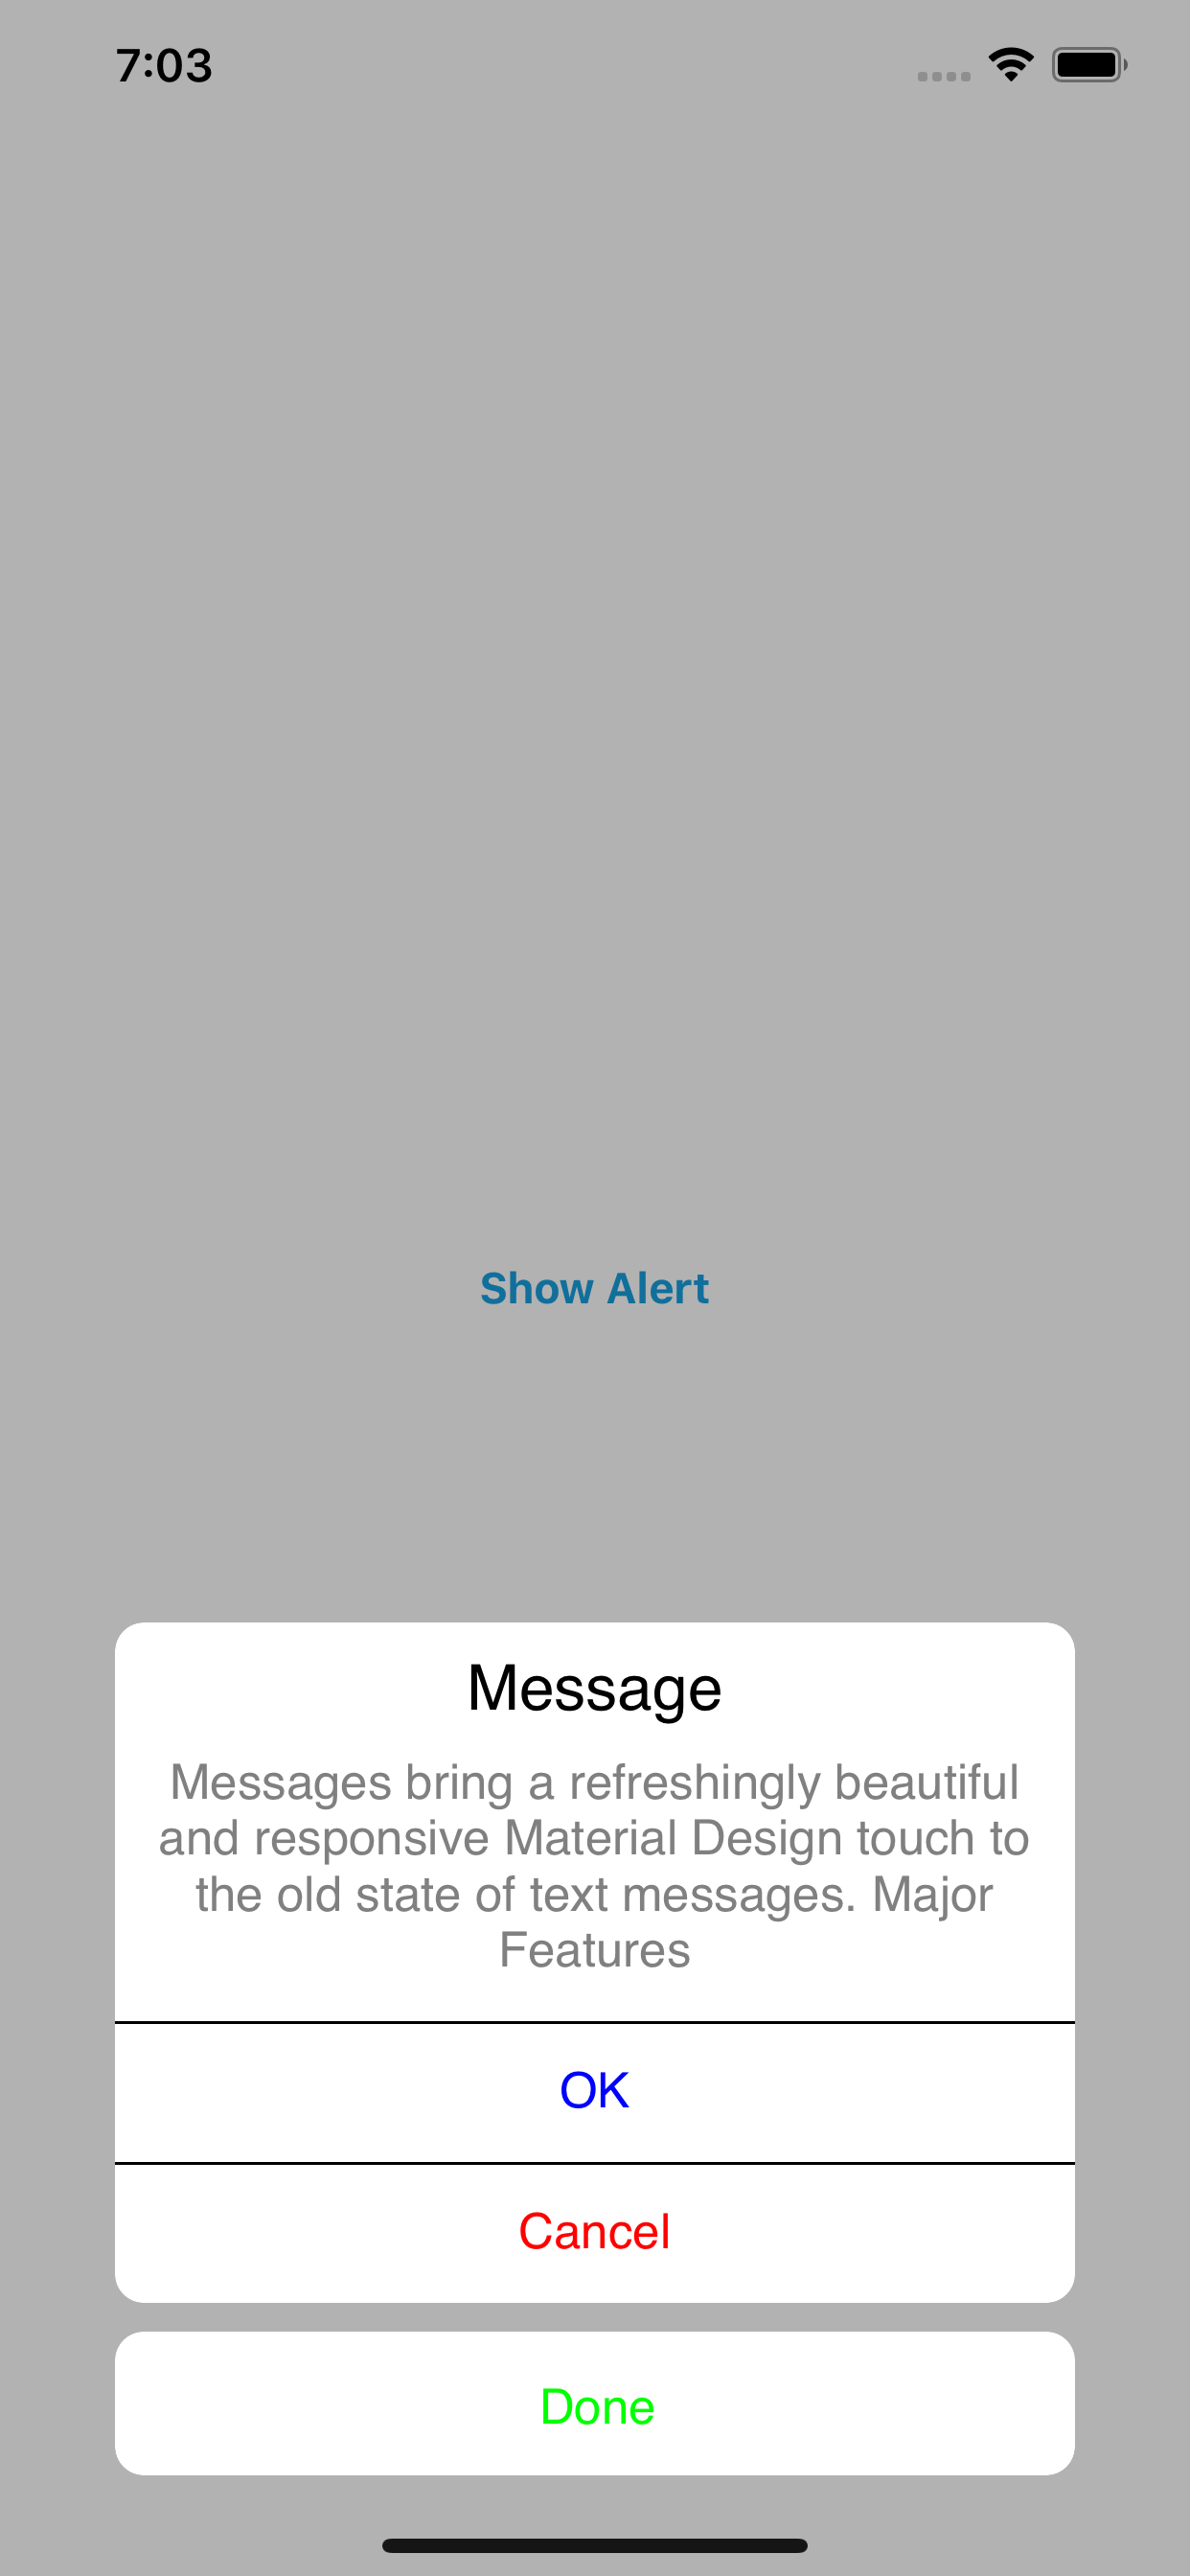 7:03
Show Alert
Message
Messages bring a refreshingly beautiful
and responsive Material Design touch to
the old state of text messages. Major
Features
OK
Cancel
Done